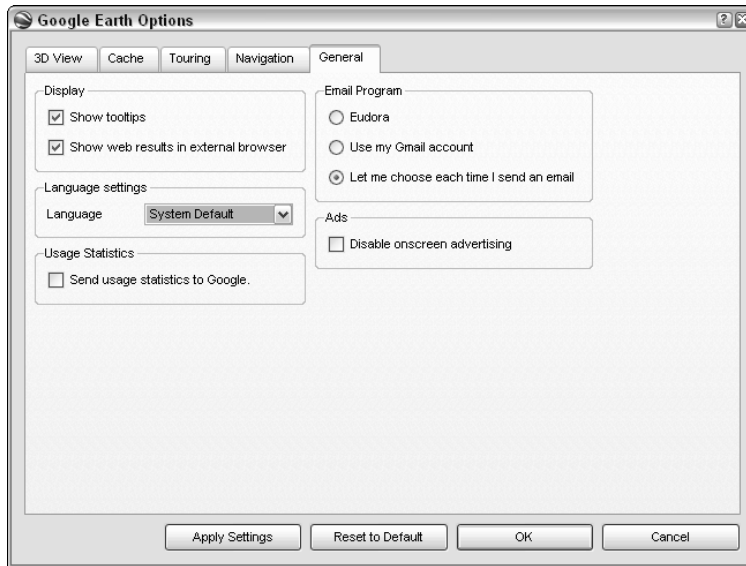 Google Earth Options
3D View Cache Touring Navigation General
Display
Show tooltips
Show web results in external browser
Language settings
Language System Default
Usage Statistics
Send usage statistics to Google.
Email Program
Eudora
Use my Gmail account
Let me choose each time I send an email
Ads
Disable onscreen advertising
Apply Settings Reset to Default OK Cancel